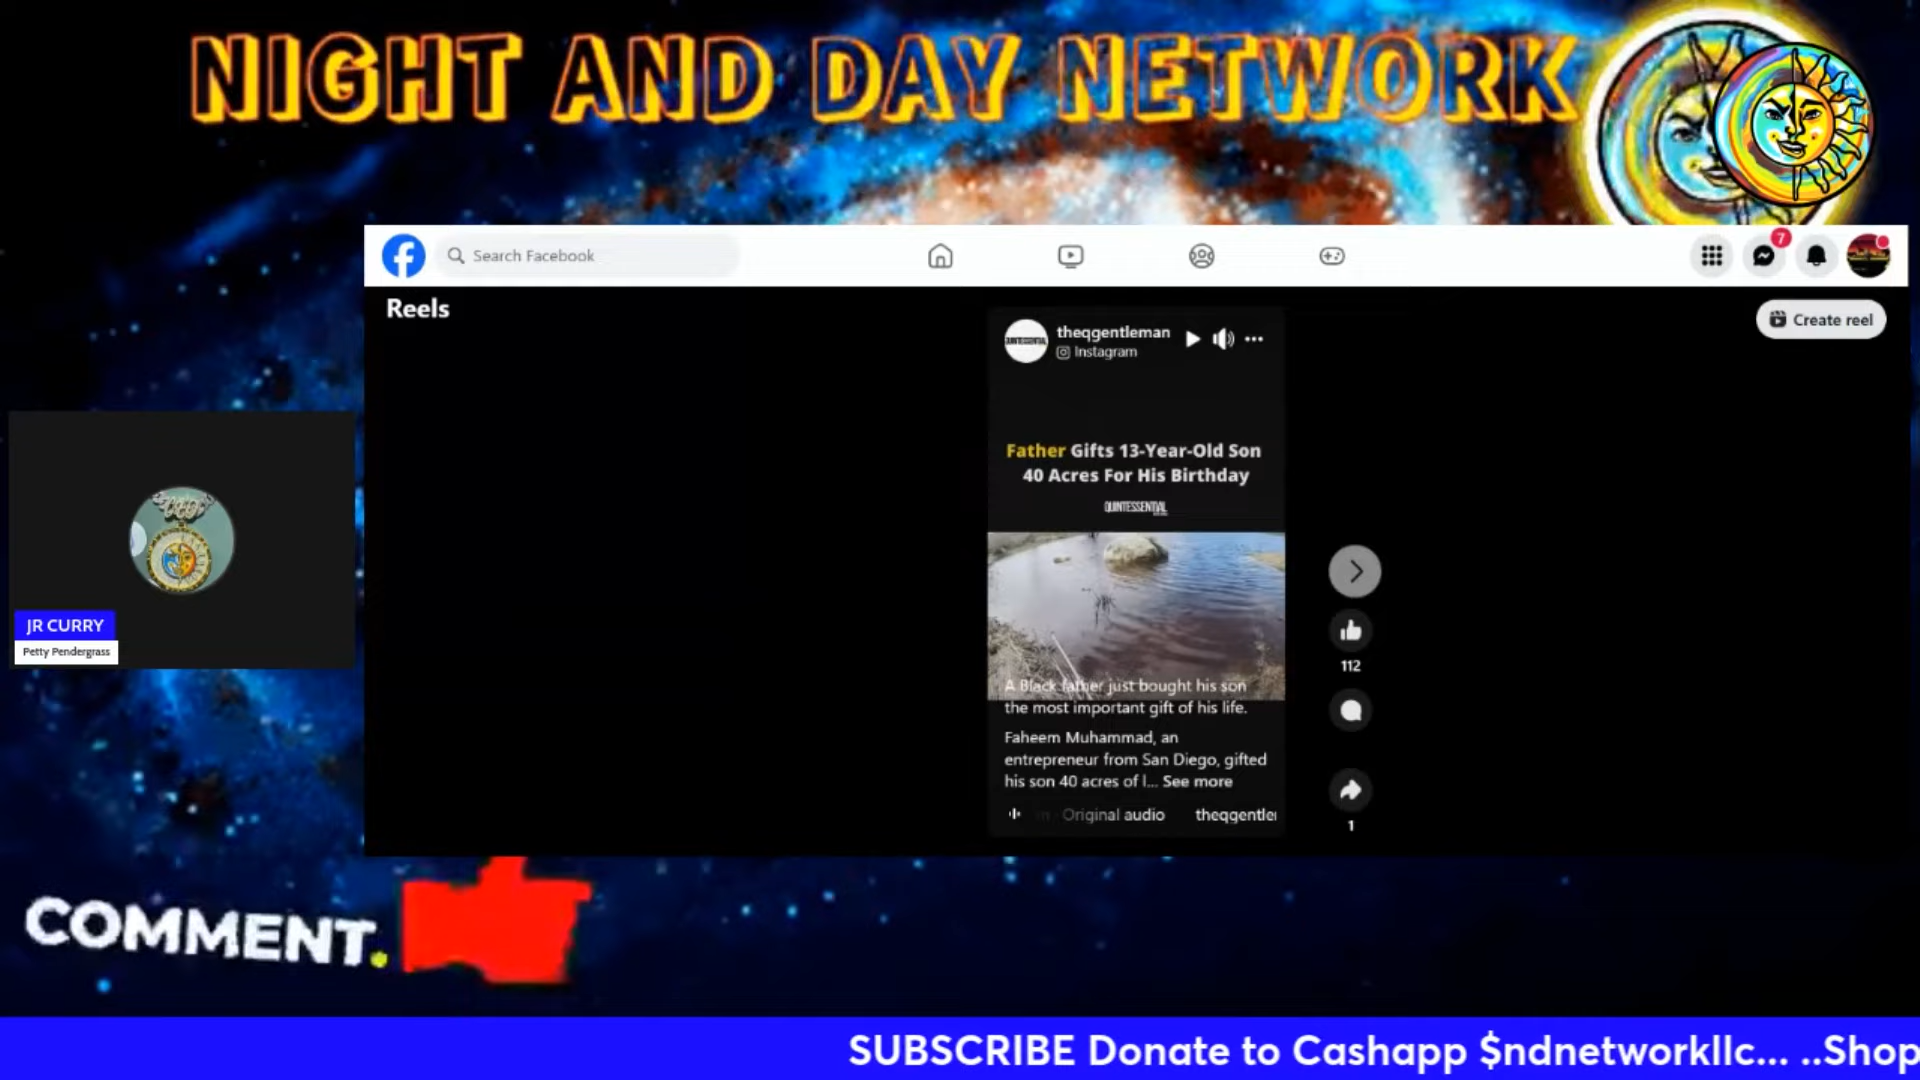 NIGHT AND DAY NETWORK
Search Facebook
7
Reels
Create reel
theqgentleman
Instagram
Father Gifts 13-Year-Old Son
40 Acres For His Birthday
QUINTESSENTIAL
A Black father just bought his son
the most important gift of his life.
Faheem Muhammad, an
entrepreneur from San Diego, gifted
his son 40 acres of l... See more
Original audio theqgentle
112
1
JR CURRY
Petty Pendergrass
COMMENT.
SUBSCRIBE Donate to Cashapp $ndnetworkllc... ..Shop